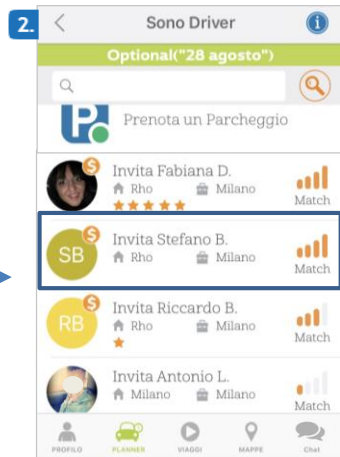 2.
Sono Driver
Optional("28 agosto")
P
Prenota un Parcheggio
Invita Fabiana D.
Rho Milano
Match
$
SB
Invita Stefano B.
Rho Milano
Match
$
RB
Invita Riccardo B.
Rho Milano
Match
$
Invita Antonio L.
Milano Milano
Match
PROFILO PLANNER VIAGGI MAPPE Chat